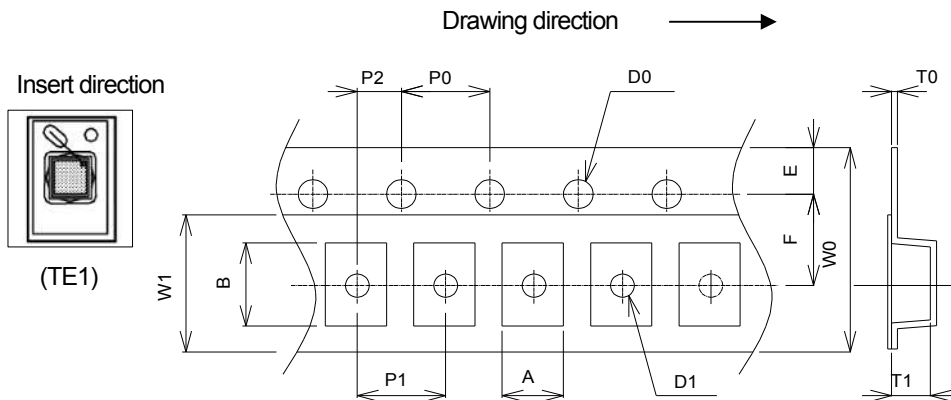 Drawing direction
Insert direction
(TE1)
P2
P0
D0
T0
E
F
W0
W1
B
P1
A
D1
T1